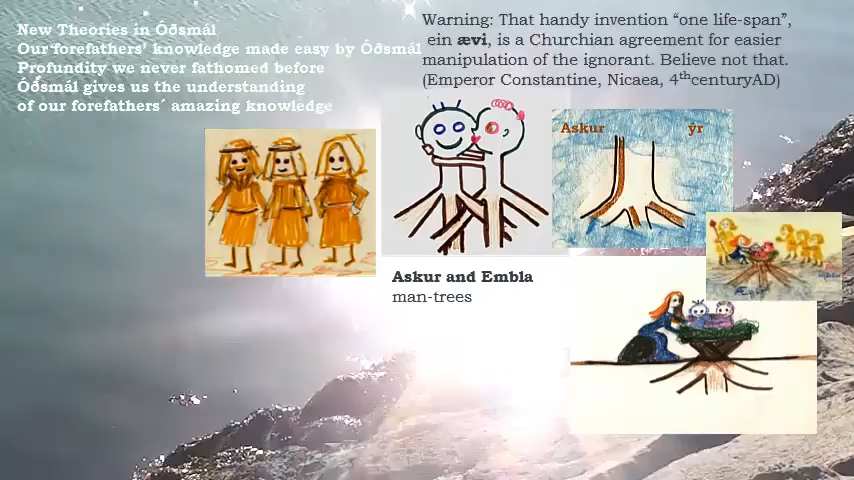 New Theories in Óðsmál
Our forefathers' knowledge made easy by Óðsmál
Profundity we never fathomed before
Óðsmál gives us the understanding
of our forefathers´ amazing knowledge
Warning: That handy invention “one life-span”,
ein ævi, is a Churchian agreement for easier
manipulation of the ignorant. Believe not that.
(Emperor Constantine, Nicaea, 4thcenturyAD)
Askur yr
Askur and Embla
man-trees